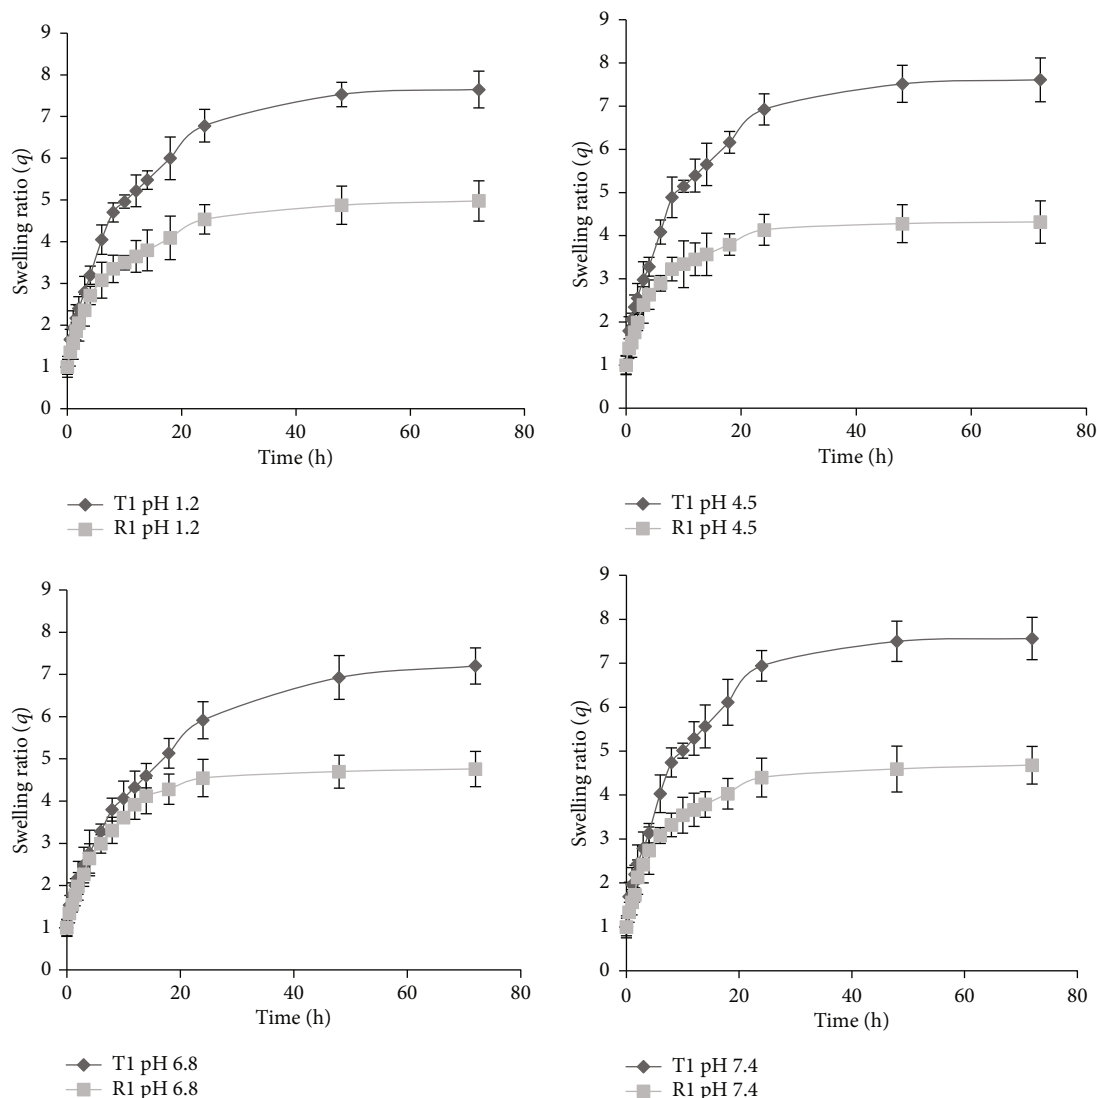 9
8
7
6
5
4
3
2
1
0
Swelling ratio (q)
0 20 40 60 80
Time (h)
T1 pH 1.2
R1 pH 1.2
9
8
7
6
5
4
3
2
1
0
Swelling ratio (q)
0 20 40 60 80
Time (h)
T1 pH 4.5
R1 pH 4.5
9
8
7
6
5
4
3
2
1
0
Swelling ratio (q)
0 20 40 60 80
Time (h)
T1 pH 6.8
R1 pH 6.8
9
8
7
6
5
4
3
2
1
0
Swelling ratio (q)
0 20 40 60 80
Time (h)
T1 pH 7.4
R1 pH 7.4